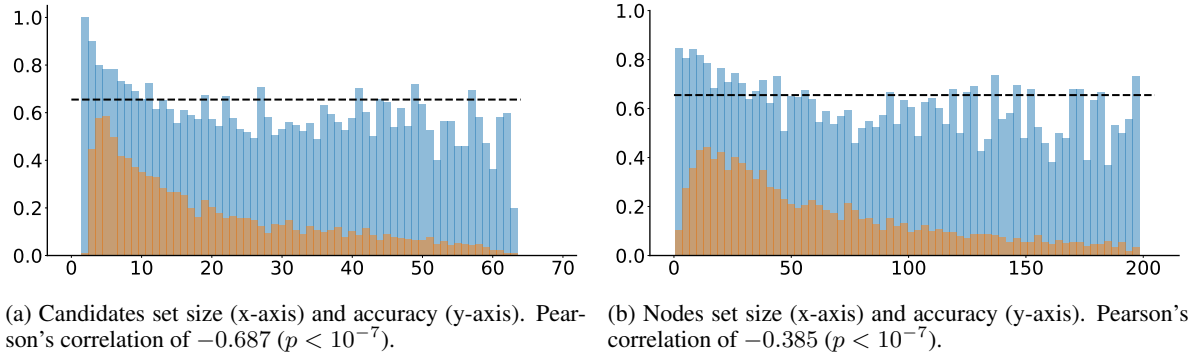 1.0
0.8
0.6
0.4
0.2
0.0
0 10 20 30 40 50 60 70
1.0
0.8
0.6
0.4
0.2
0.0
0 50 100 150 200
(a) Candidates set size (x-axis) and accuracy (y-axis). Pear-
son's correlation of −0.687 (p < 10⁻⁷).
(b) Nodes set size (x-axis) and accuracy (y-axis). Pearson's
correlation of −0.385 (p < 10⁻⁷).